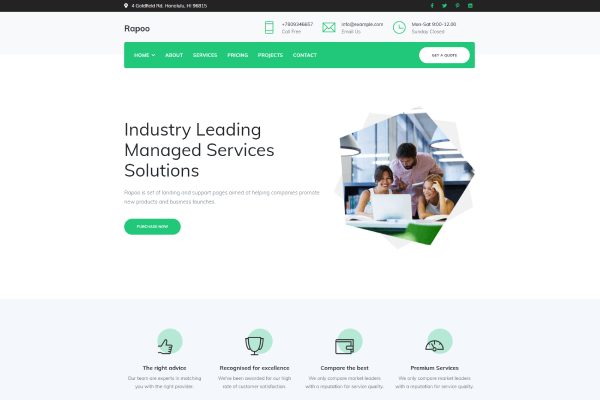 4 Goldfield Rd. Honolulu, HI 96815
Rapoo
+7909346657
Call Free
info@example.com
Email Us
Mon-Sat 9:00-12.00
Sunday Closed
HOME
ABOUT
SERVICES
PRICING
PROJECTS
CONTACT
GET A QUOTE
Industry Leading
Managed Services
Solutions
Rapoo is set of landing and support pages aimed at helping companies promote
new products and business launches.
PURCHASE NOW
The right advice
Our team are experts in matching
you with the right provider.
Recognised for excellence
We've been awarded for our high
rate of customer satisfaction.
Compare the best
We only compare market leaders
with a reputation for service quality.
Premium Services
We only compare market leaders
with a reputation for service quality.